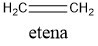 H₂C=CH₂
etena